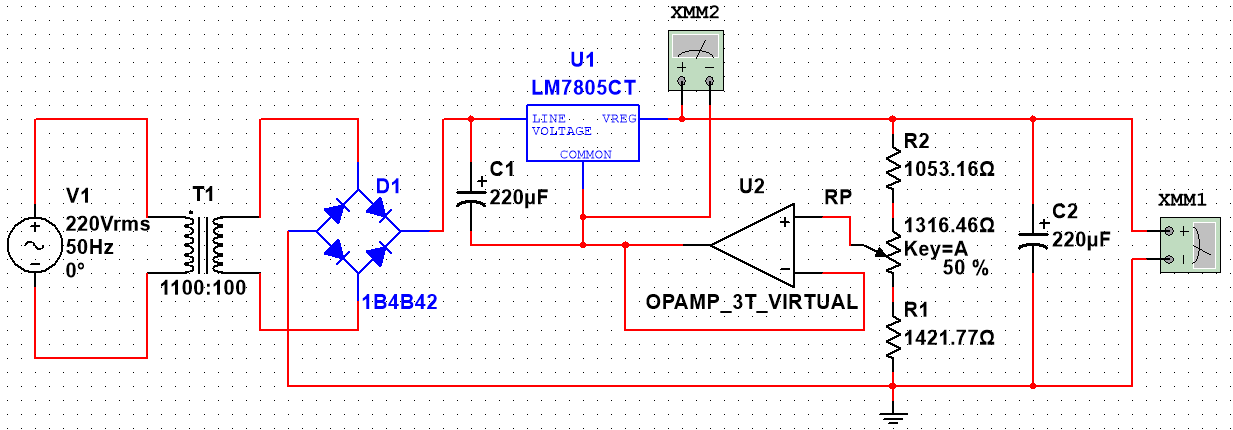 XMM2
U1
LM7805CT
LINE VREG
VOLTAGE
COMMON
V1
220Vrms
50Hz
0°
T1
1100:100
D1
1B4B42
C1
220µF
U2
OPAMP_3T_VIRTUAL
RP
R2
1053.16Ω
1316.46Ω
Key=A
50 %
R1
1421.77Ω
C2
220µF
XMM1